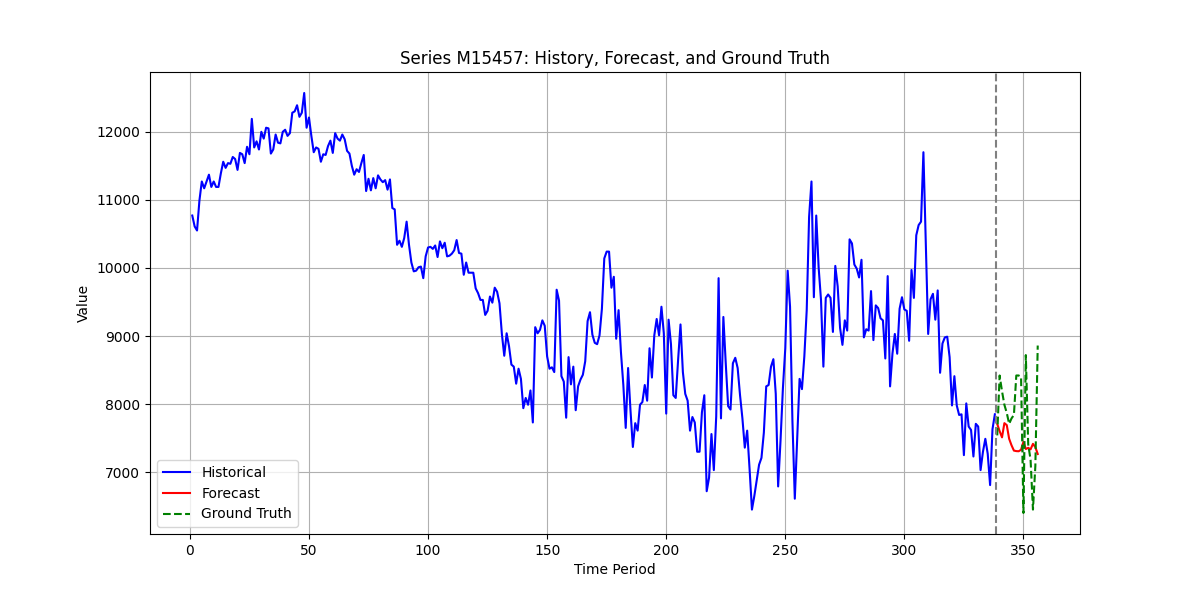 Series M15457: History, Forecast, and Ground Truth
Value
12000
11000
10000
9000
8000
7000
Historical
Forecast
Ground Truth
0 50 100 150 200 250 300 350
Time Period